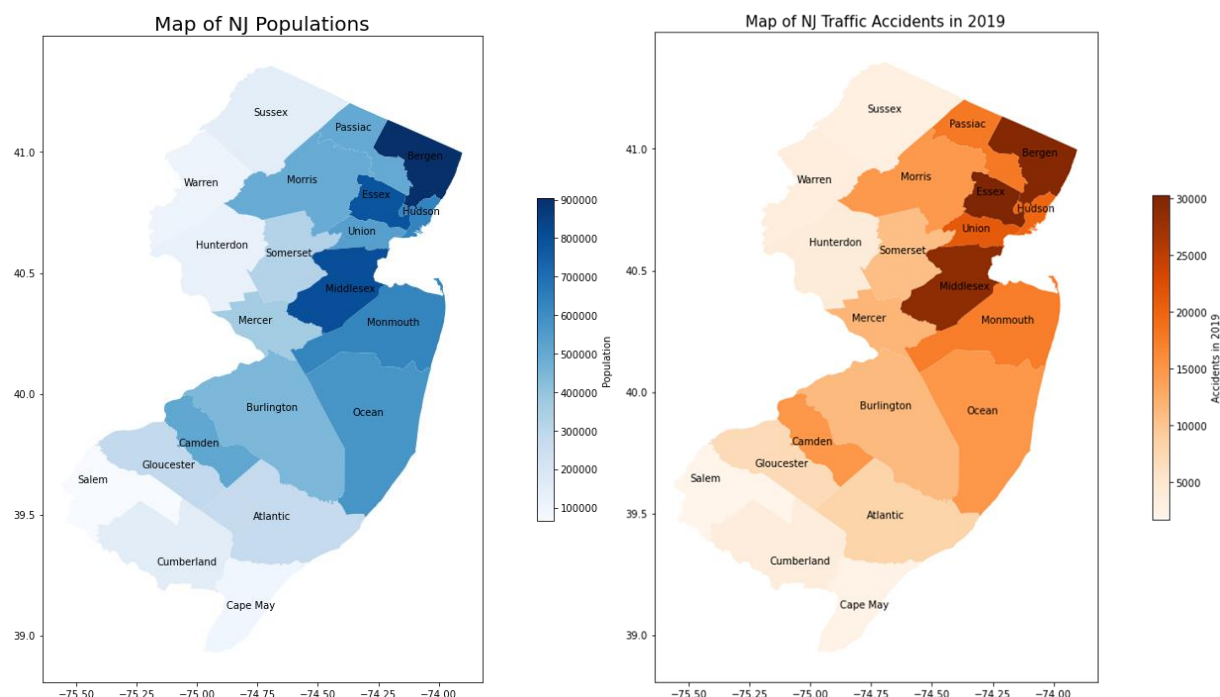 Map of NJ Populations
Sussex
Passiac
Bergen
Warren
Morris
Essex
Hudson
Union
Hunterdon
Somerset
Middlesex
Mercer
Monmouth
Burlington
Ocean
Camden
Gloucester
Salem
Atlantic
Cumberland
Cape May
41.0
40.5
40.0
39.5
39.0
−75.50
−75.25
−75.00
−74.75
−74.50
−74.25
−74.00
900000
800000
700000
600000
500000
400000
300000
200000
100000
Population
Map of NJ Traffic Accidents in 2019
Sussex
Passiac
Bergen
Warren
Morris
Essex
Hudson
Union
Hunterdon
Somerset
Middlesex
Mercer
Monmouth
Burlington
Ocean
Camden
Gloucester
Salem
Atlantic
Cumberland
Cape May
41.0
40.5
40.0
39.5
39.0
−75.50
−75.25
−75.00
−74.75
−74.50
−74.25
−74.00
30000
25000
20000
15000
10000
5000
Accidents in 2019